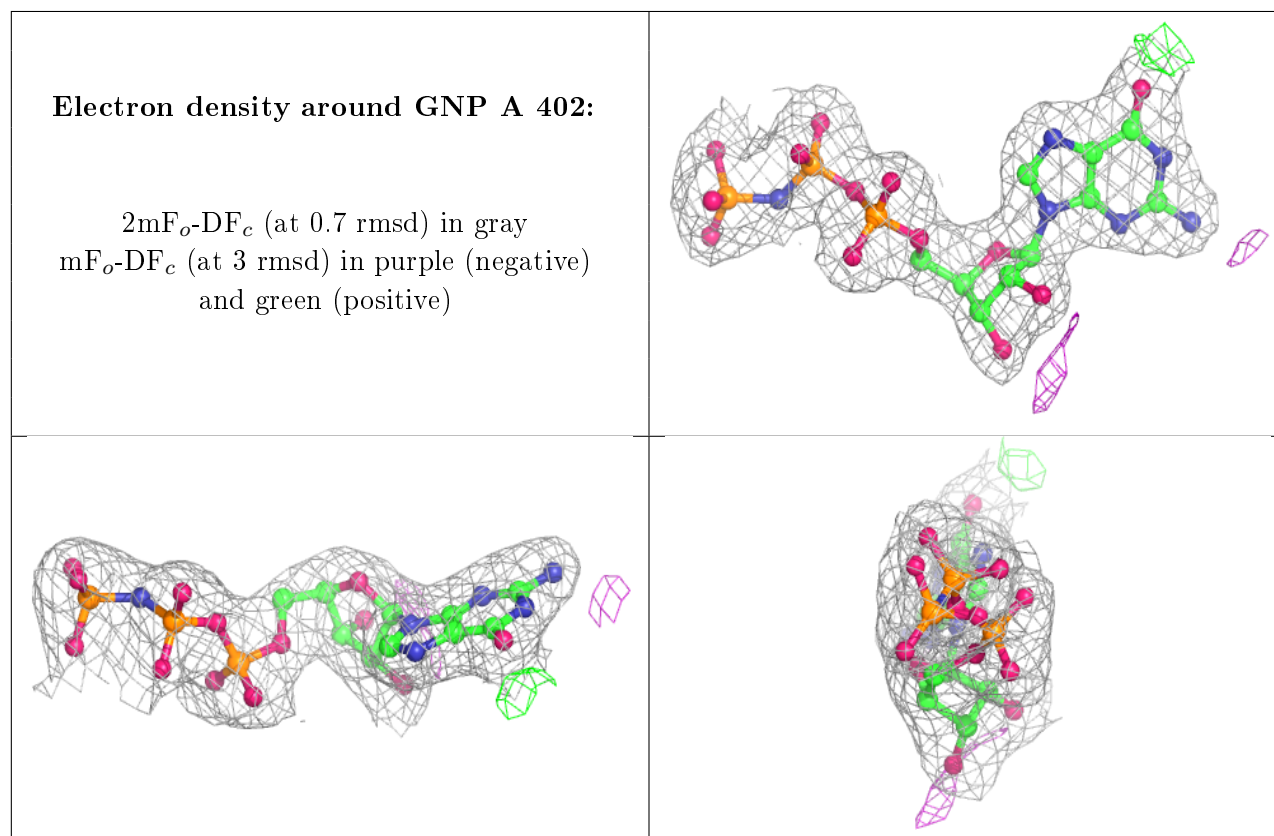 Electron density around GNP A 402:
2mFₒ-DF𝒸 (at 0.7 rmsd) in gray
mFₒ-DF𝒸 (at 3 rmsd) in purple (negative)
and green (positive)